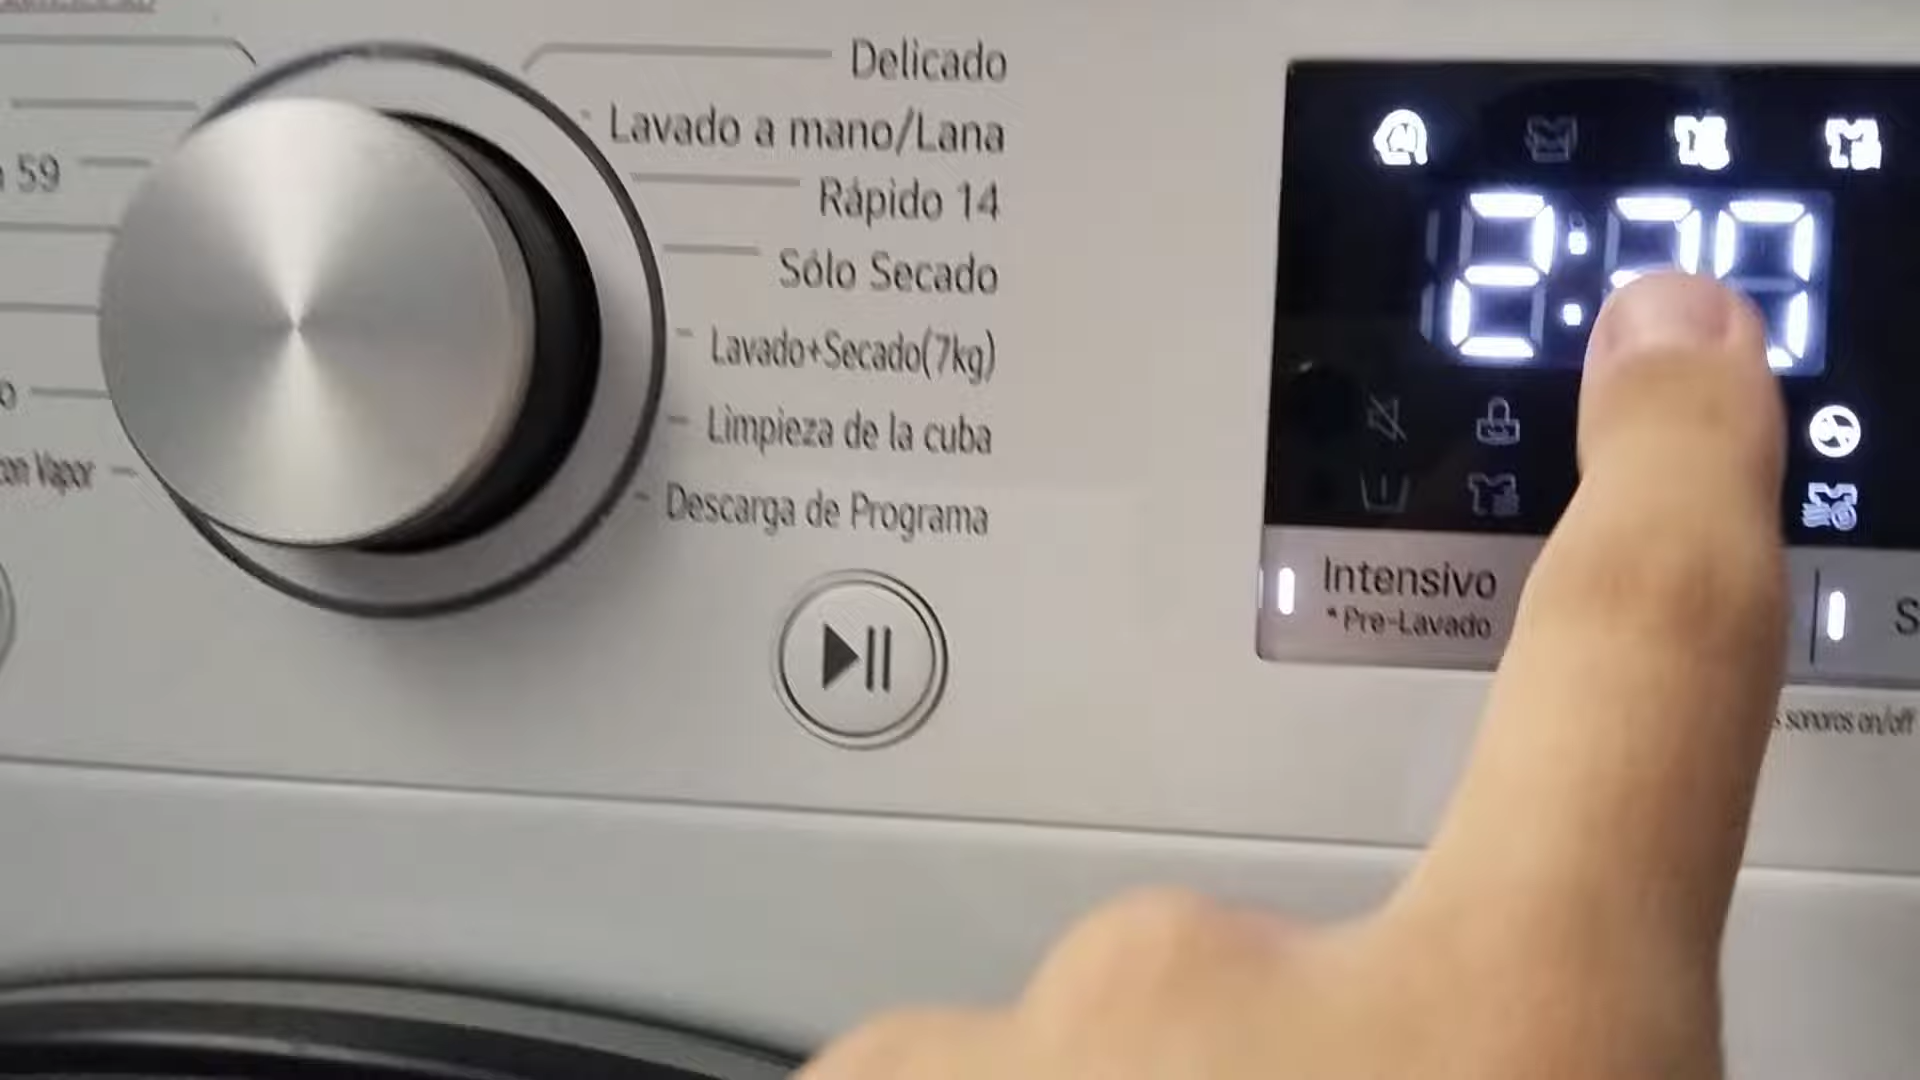 59
con Vapor
Delicado
Lavado a mano/Lana
Rápido 14
Sólo Secado
Lavado+Secado(7kg)
Limpieza de la cuba
Descarga de Programa
Intensivo
* Pre-Lavado
sonoros on/off